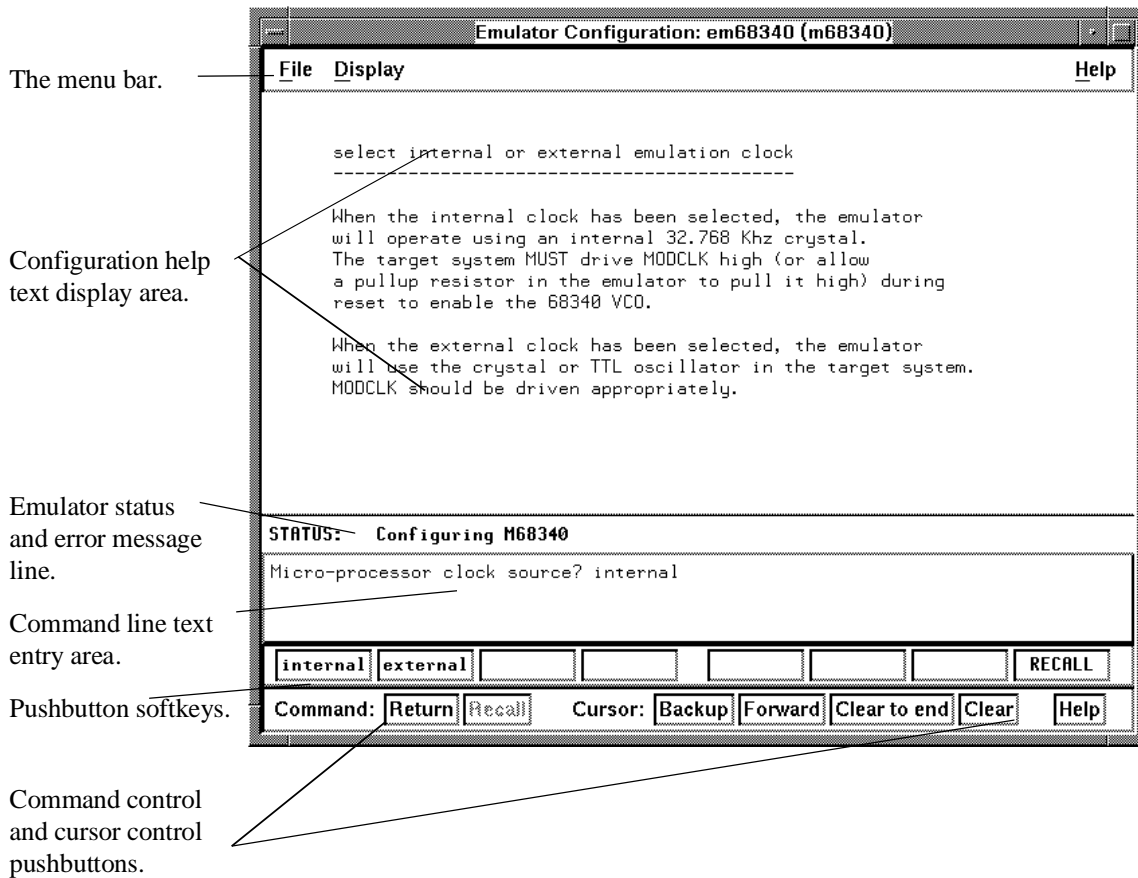 Emulator Configuration: em68340 (m68340)
The menu bar.
File Display Help
select internal or external emulation clock
-------------------------------------------
When the internal clock has been selected, the emulator
will operate using an internal 32.768 Khz crystal.
The target system MUST drive MODCLK high (or allow
a pullup resistor in the emulator to pull it high) during
reset to enable the 68340 VCO.
When the external clock has been selected, the emulator
will use the crystal or TTL oscillator in the target system.
MODCLK should be driven appropriately.
Configuration help
text display area.
Emulator status
and error message
line.
STATUS: Configuring M68340
Micro-processor clock source? internal
Command line text
entry area.
internal external RECALL
Pushbutton softkeys.
Command: Return Recall Cursor: Backup Forward Clear to end Clear Help
Command control
and cursor control
pushbuttons.